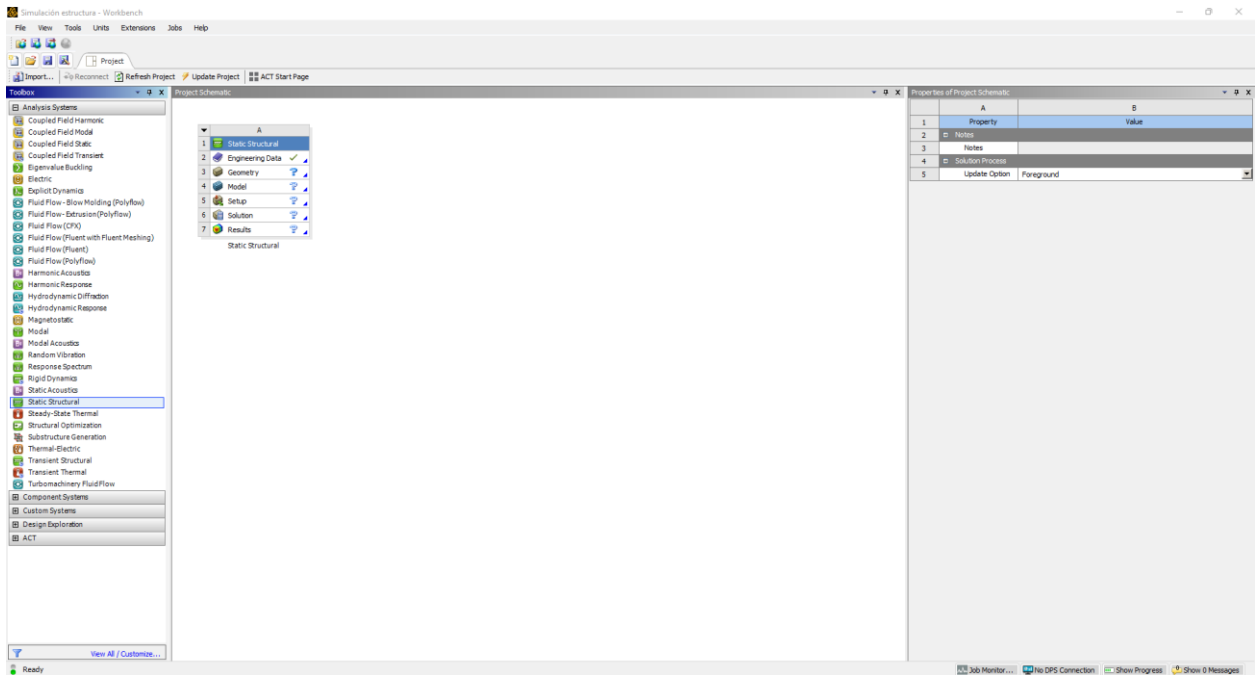 Simulación estructura - Workbench
File View Tools Units Extensions Jobs Help
Project
Import... Reconnect Refresh Project Update Project ACT Start Page
Toolbox
Analysis Systems
Coupled Field Harmonic
Coupled Field Modal
Coupled Field Static
Coupled Field Transient
Eigenvalue Buckling
Electric
Explicit Dynamics
Fluid Flow - Blow Molding (Polyflow)
Fluid Flow - Extrusion (Polyflow)
Fluid Flow (CFX)
Fluid Flow (Fluent with Fluent Meshing)
Fluid Flow (Fluent)
Fluid Flow (Polyflow)
Harmonic Acoustics
Harmonic Response
Hydrodynamic Diffraction
Hydrodynamic Response
Magnetostatic
Modal
Modal Acoustics
Random Vibration
Response Spectrum
Rigid Dynamics
Static Acoustics
Static Structural
Steady-State Thermal
Structural Optimization
Substructure Generation
Thermal-Electric
Transient Structural
Transient Thermal
Turbomachinery Fluid Flow
Component Systems
Custom Systems
Design Exploration
ACT
View All / Customize...
Project Schematic
A
1 Static Structural
2 Engineering Data
3 Geometry ?
4 Model ?
5 Setup ?
6 Solution ?
7 Results ?
Static Structural
Properties of Project Schematic
A B
1 Property Value
2 Notes
3 Notes
4 Solution Process
5 Update Option Foreground
Ready
Job Monitor... No DPS Connection Show Progress Show 0 Messages